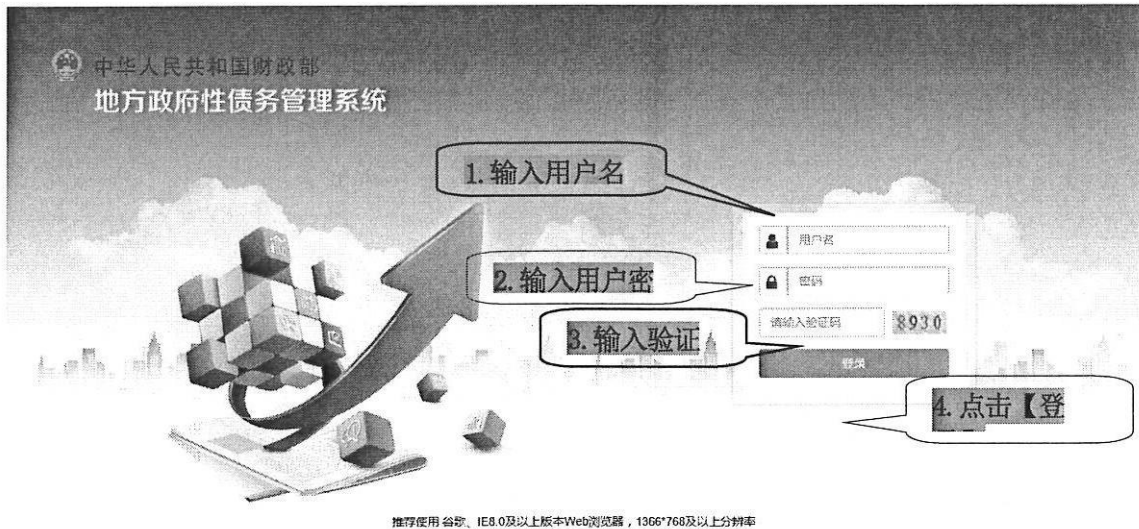 中华人民共和国财政部
地方政府性债务管理系统
1.输入用户名
用户名
2.输入用户密
密码
请输入验证码
8930
3.输入验证
登录
4.点击【登
推荐使用 谷歌、IE8.0及以上版本Web浏览器，1366*768及以上分辨率